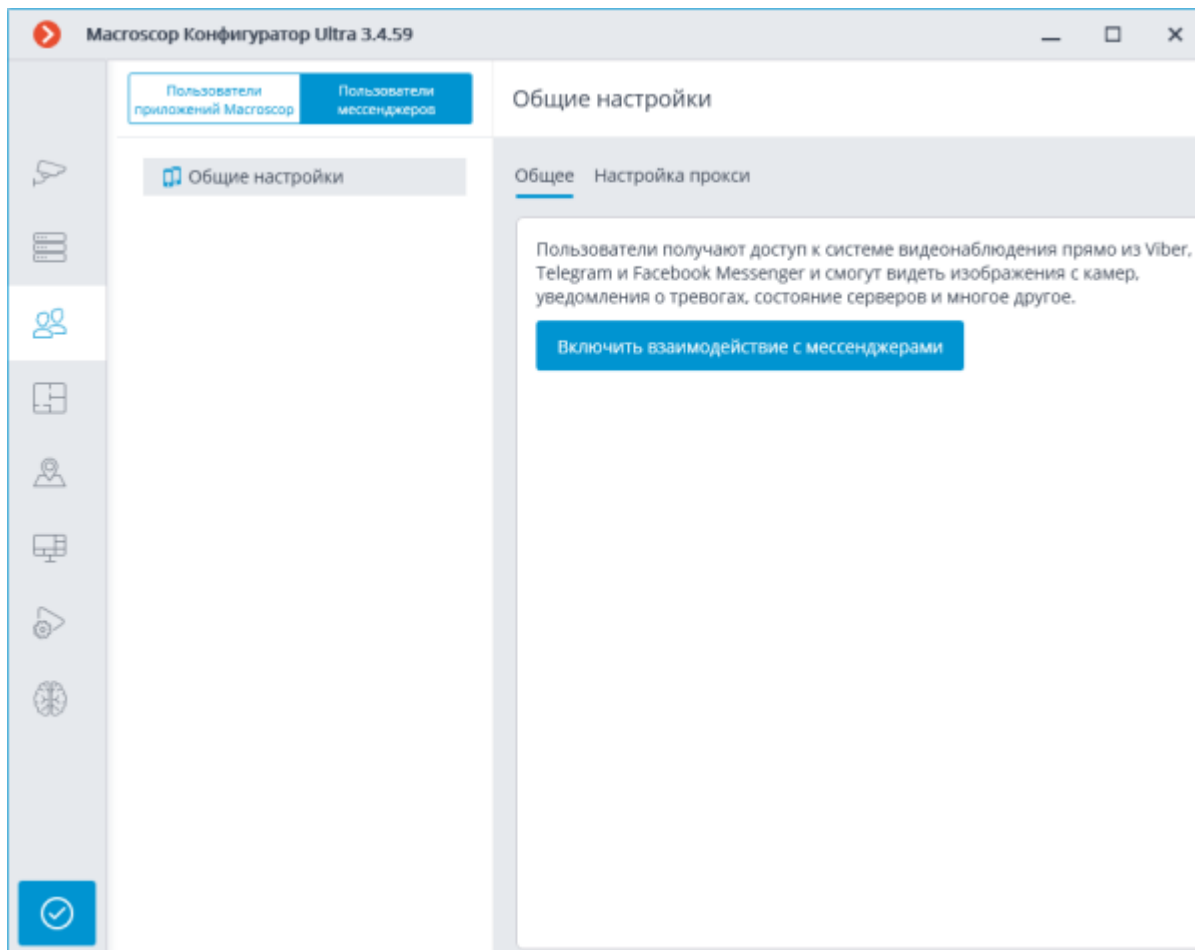 Macroscop Конфигуратор Ultra 3.4.59
Пользователи
приложений Macroscop
Пользователи
мессенджеров
Общие настройки
Общие настройки
Общее
Настройка прокси
Пользователи получают доступ к системе видеонаблюдения прямо из Viber,
Telegram и Facebook Messenger и смогут видеть изображения с камер,
уведомления о тревогах, состояние серверов и многое другое.
Включить взаимодействие с мессенджерами